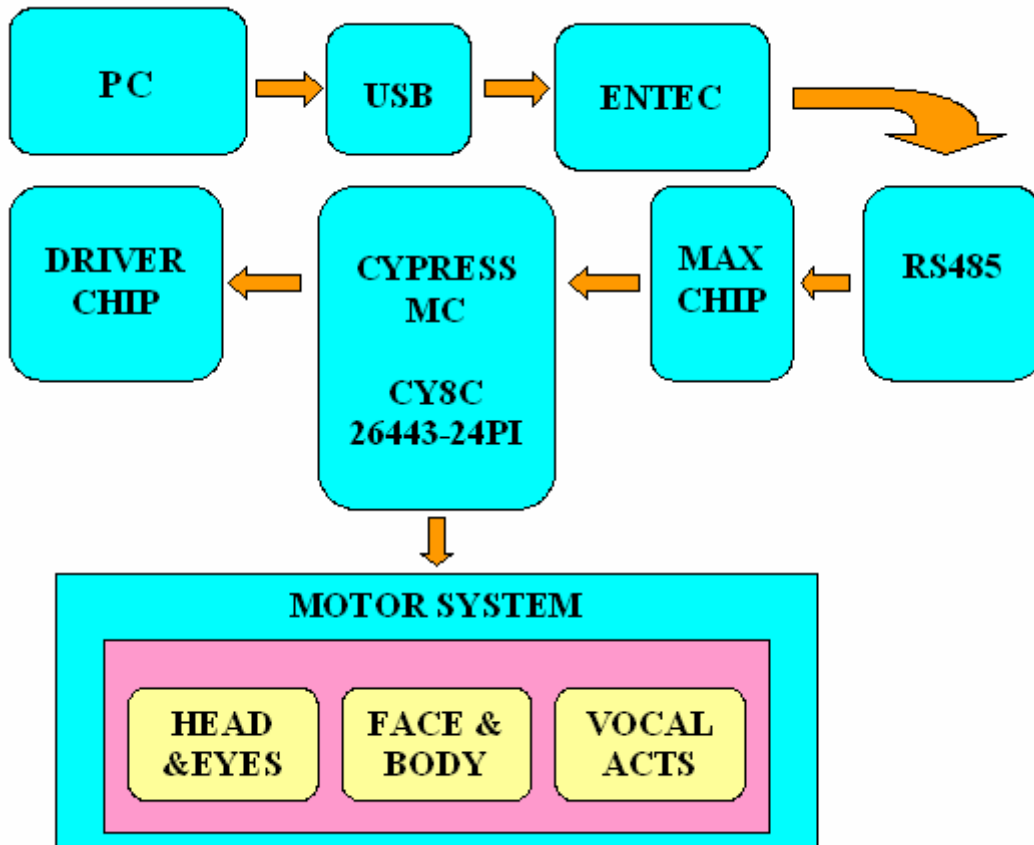 PC
USB
ENTEC
DRIVER
CHIP
CYPRESS
MC
CY8C
26443-24PI
MAX
CHIP
RS485
MOTOR SYSTEM
HEAD
&EYES
FACE &
BODY
VOCAL
ACTS